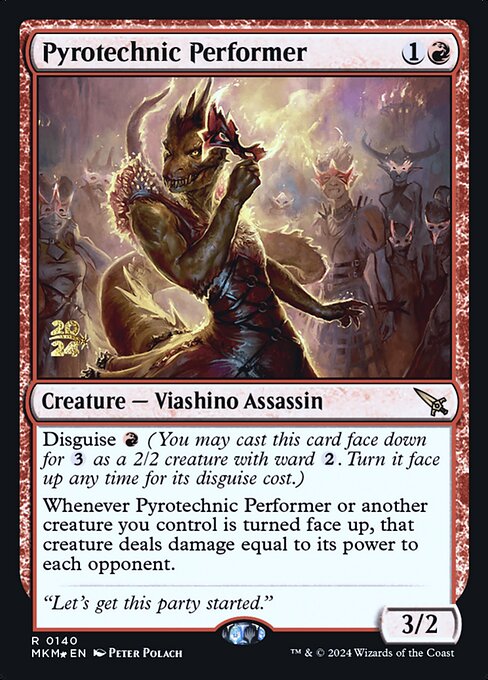 Pyrotechnic Performer 1
2024
Creature — Viashino Assassin
Disguise (You may cast this card face down
for 3 as a 2/2 creature with ward 2. Turn it face
up any time for its disguise cost.)
Whenever Pyrotechnic Performer or another
creature you control is turned face up, that
creature deals damage equal to its power to
each opponent.
“Let’s get this party started.”
3/2
R 0140
MKM★EN PETER POLACH
™ & © 2024 Wizards of the Coast